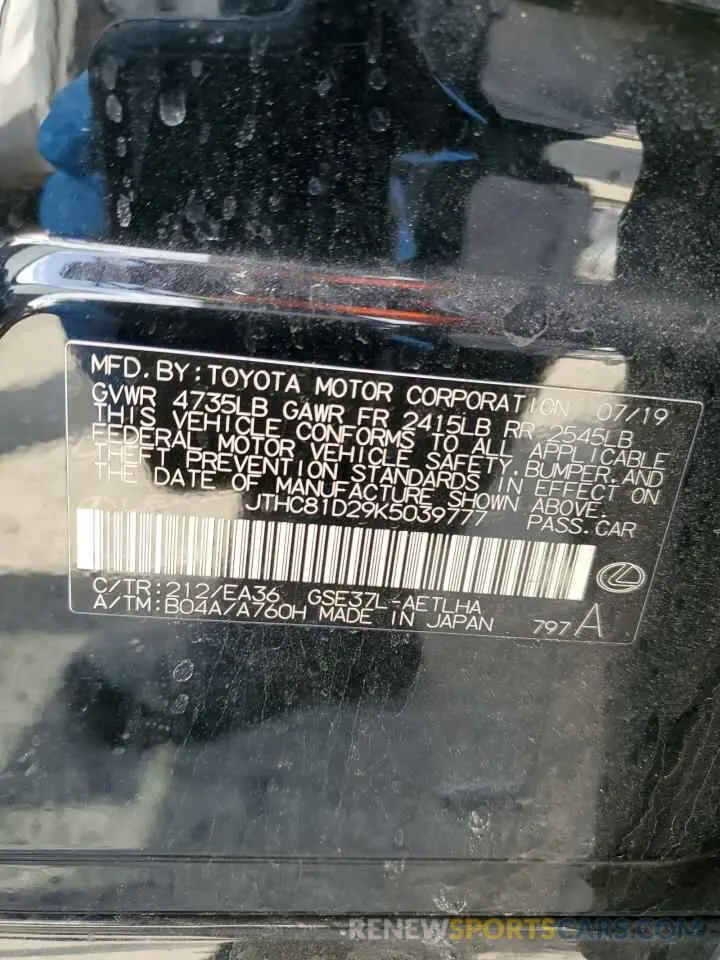 MFD. BY: TOYOTA MOTOR CORPORATION 07/19
GVWR 4735LB GAWR FR 2415LB RR 2545LB
THIS VEHICLE CONFORMS TO ALL APPLICABLE
FEDERAL MOTOR VEHICLE SAFETY, BUMPER, AND
THEFT PREVENTION STANDARDS IN EFFECT ON
THE DATE OF MANUFACTURE SHOWN ABOVE.
JTHC81D29K5039777 PASS. CAR
C/TR: 212/EA36 GSE37L-AETLHA
A/TM: B04A/A760H MADE IN JAPAN 797 A
RENEWSPORTSCAR.COM